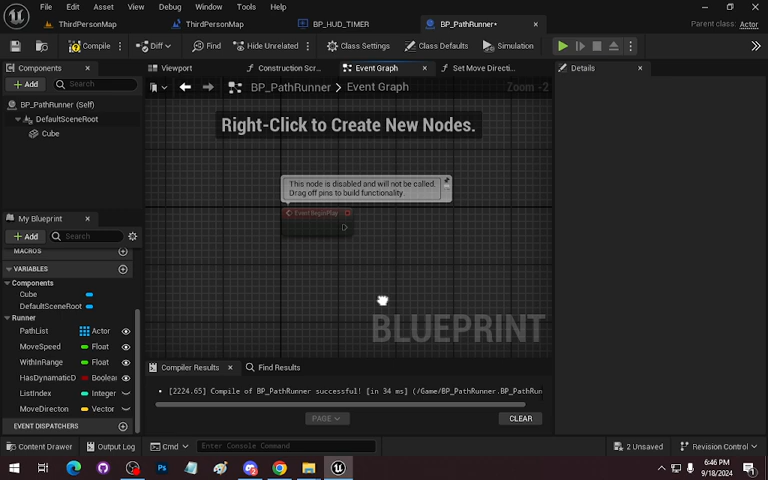 File Edit Asset View Debug Window Tools Help
ThirdPersonMap ThirdPersonMap BP_HUD_TIMER BP_PathRunner• Parent class: Actor
Compile Diff Find Hide Unrelated Class Settings Class Defaults Simulation
Components Viewport Construction Scr... Event Graph Set Move Directi... Details
+ Add Search BP_PathRunner > Event Graph Zoom -2
BP_PathRunner (Self)
DefaultSceneRoot
Cube
Right-Click to Create New Nodes.
This node is disabled and will not be called.
Drag off pins to build functionality.
Event BeginPlay
My Blueprint
+ Add Search
MACROS
VARIABLES
Components
Cube
DefaultSceneRoot
Runner
PathList Actor
MoveSpeed Float
WithInRange Float
HasDynamaticD Boolea
ListIndex Integer
MoveDirecton Vector
EVENT DISPATCHERS
BLUEPRINT
Compiler Results Find Results
• [2224.65] Compile of BP_PathRunner successful! [in 34 ms] (/Game/BP_PathRunner.BP_PathRun
PAGE CLEAR
Content Drawer Output Log Cmd Enter Console Command 2 Unsaved Revision Control
6:46 PM
9/18/2024